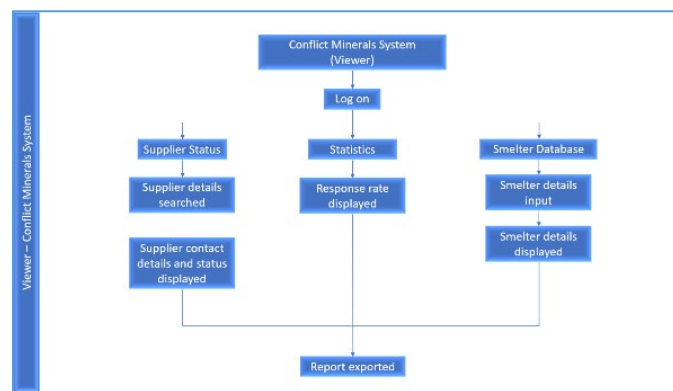 Viewer – Conflict Minerals System
Conflict Minerals System
(Viewer)
Log on
Supplier Status
Statistics
Smelter Database
Supplier details
searched
Response rate
displayed
Smelter details
input
Supplier contact
details and status
displayed
Smelter details
displayed
Report exported